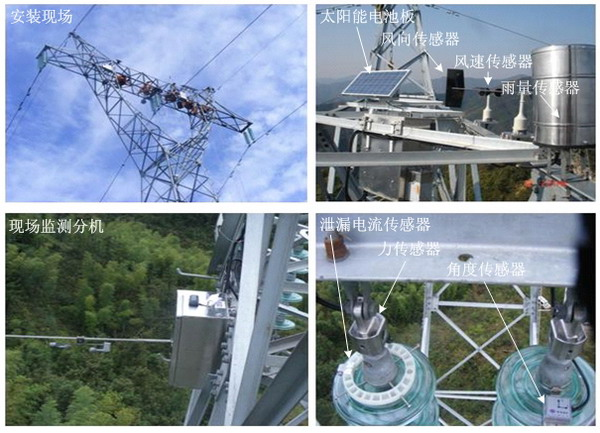 安装现场
太阳能电池板
风向传感器
风速传感器
雨量传感器
现场监测分机
泄漏电流传感器
力传感器
角度传感器